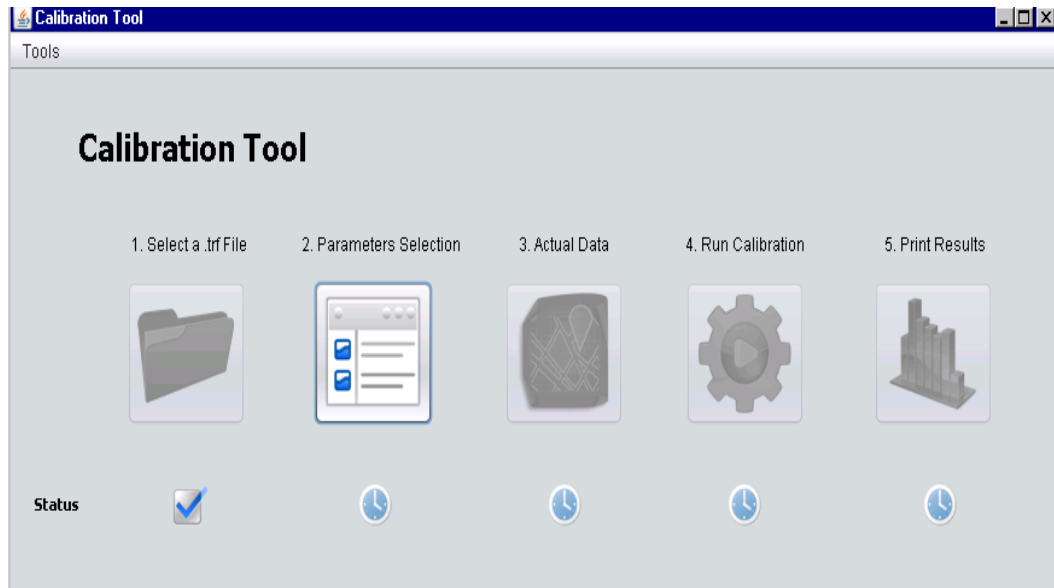 Calibration Tool
Tools
Calibration Tool
1. Select a .trf File
2. Parameters Selection
3. Actual Data
4. Run Calibration
5. Print Results
Status